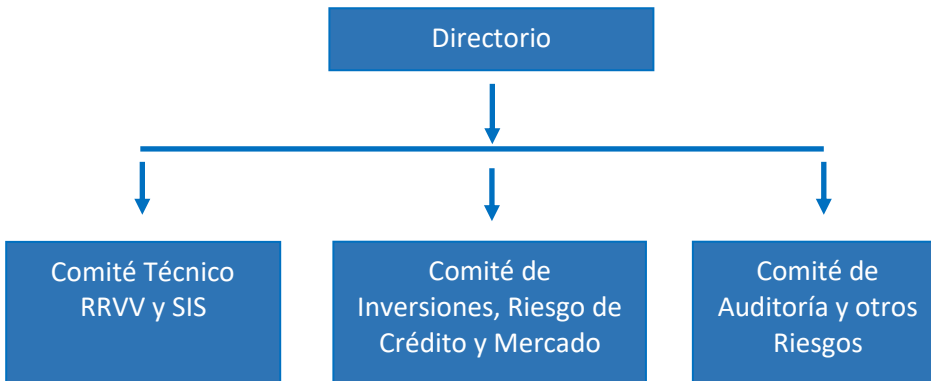 Directorio
Comité Técnico
RRVV y SIS
Comité de
Inversiones, Riesgo de
Crédito y Mercado
Comité de
Auditoría y otros
Riesgos